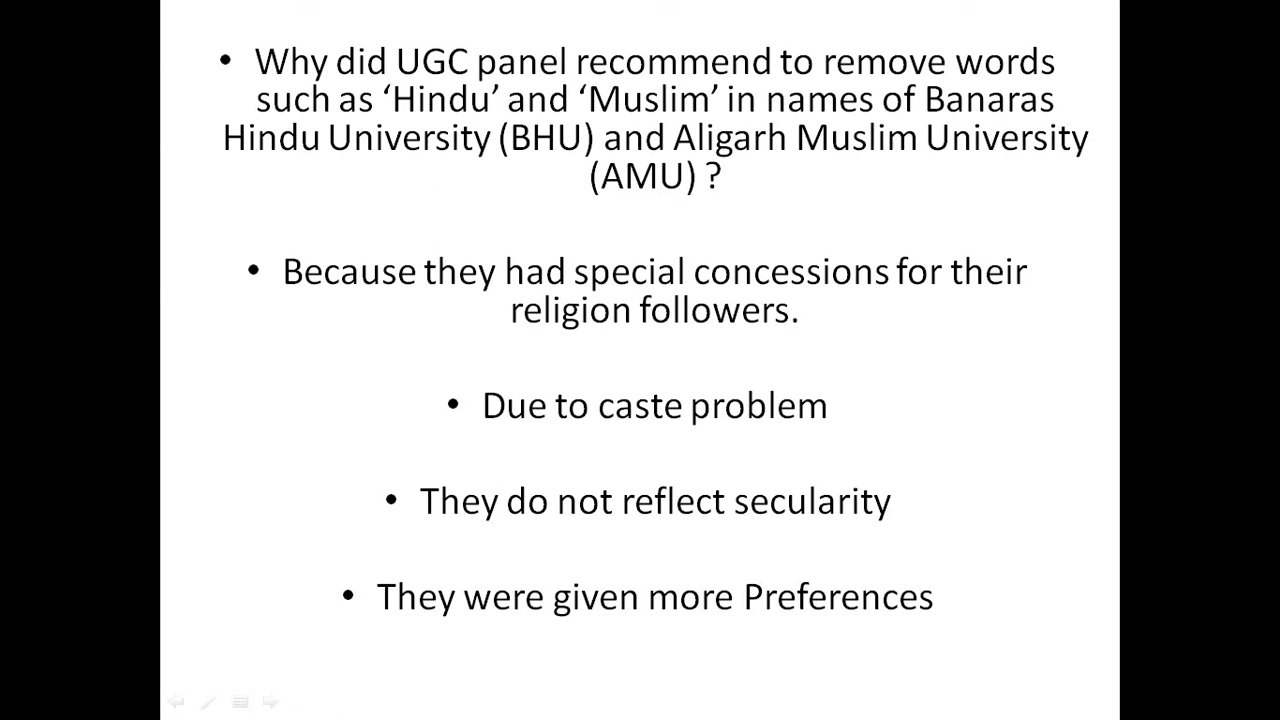 • Why did UGC panel recommend to remove words
such as ‘Hindu’ and ‘Muslim’ in names of Banaras
Hindu University (BHU) and Aligarh Muslim University
(AMU) ?
• Because they had special concessions for their
religion followers.
• Due to caste problem
• They do not reflect secularity
• They were given more Preferences